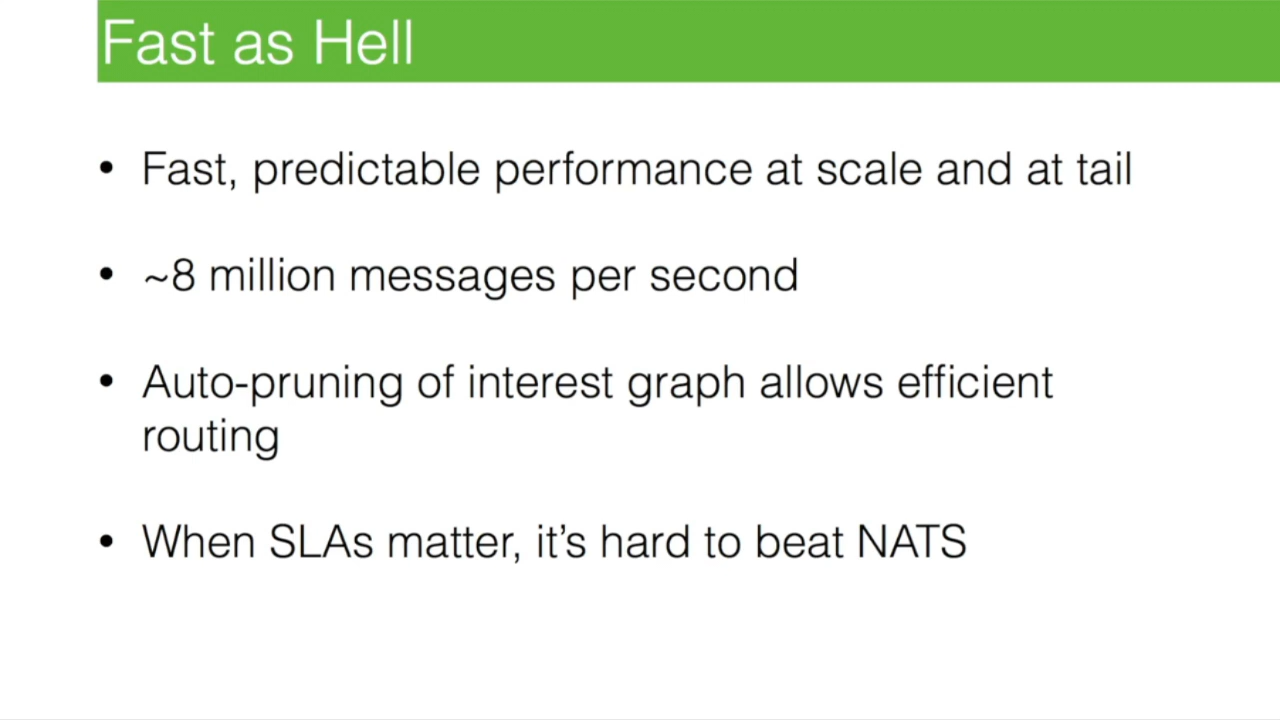 Fast as Hell
• Fast, predictable performance at scale and at tail
• ~8 million messages per second
• Auto-pruning of interest graph allows efficient
routing
• When SLAs matter, it’s hard to beat NATS